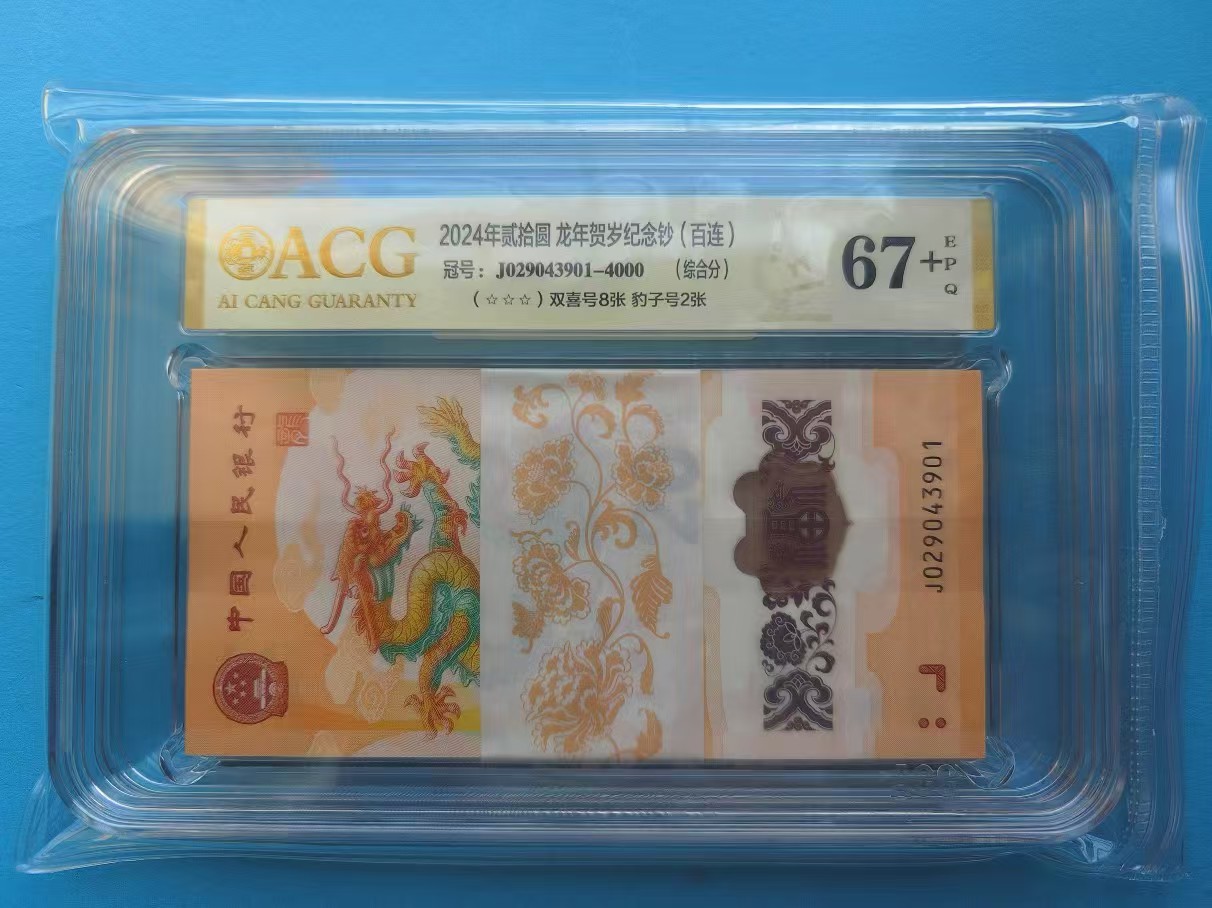 ACG
AI CANG GUARANTY
2024年贰拾圆 龙年贺岁纪念钞（百连）
冠号：J029043901-4000 （综合分）
（☆☆☆）双喜号8张 豹子号2张
67+
EPQ
中国人民银行
J029043901